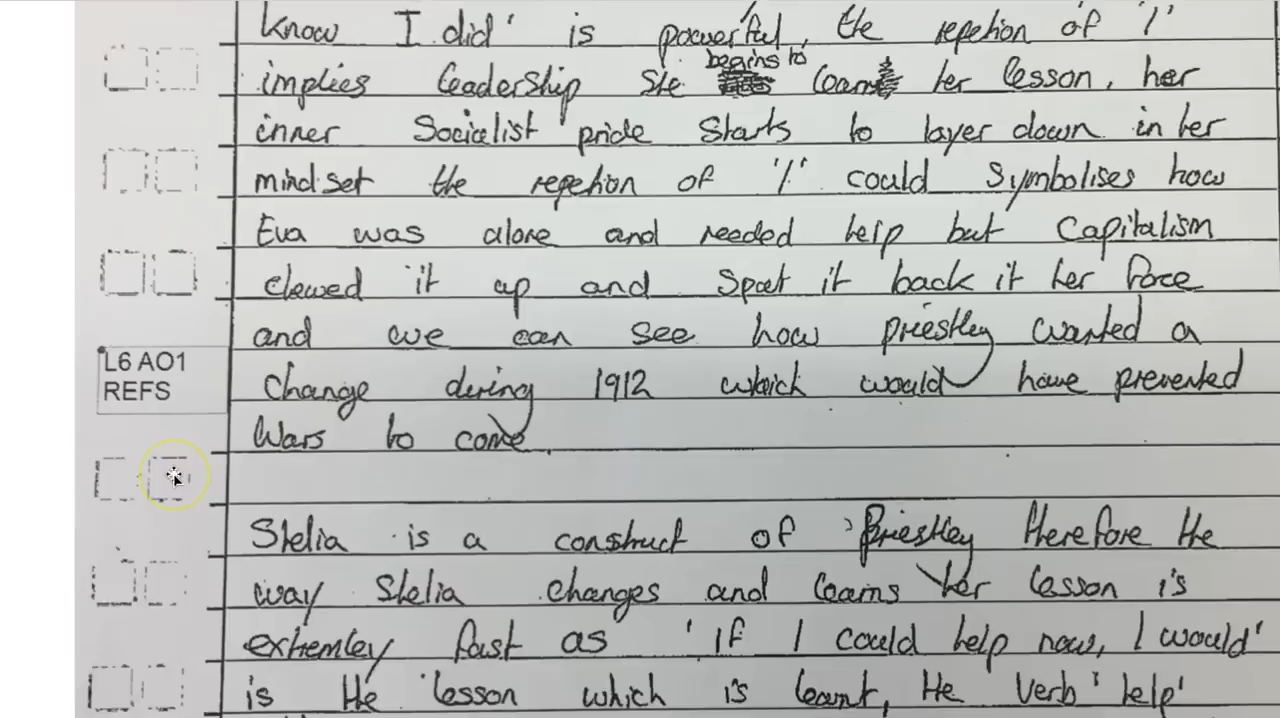 know I did' is powerful, the repetion of 'I'
begins to
implies leadership She learn her lesson, her
inner Socialist pride Starts to layer down in her
mindset the repetion of 'I' could Symbolises how
Eva was alone and needed help but Capitalism
chewed it up and Spat it back it her face
and we can see how priestley wanted a
L6 AO1
REFS
Change during 1912 which would have prevented
Wars to come.
Shelia is a construct of Priestley therefore the
way Shelia changes and learns her lesson is
extremley fast as 'if I could help now, I would'
is the lesson which is learnt, the verb 'help'